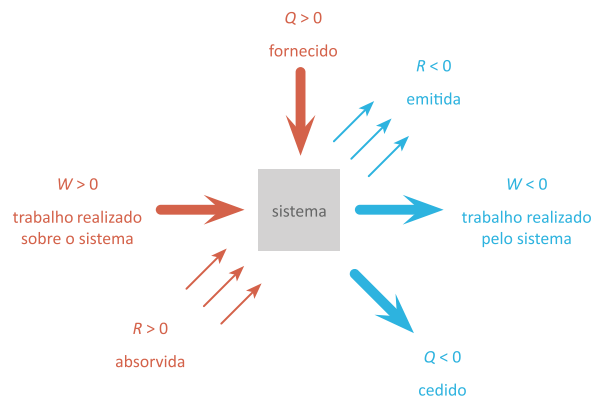 Q > 0
fornecido
R < 0
emitida
W > 0
trabalho realizado
sobre o sistema
sistema
W < 0
trabalho realizado
pelo sistema
R > 0
absorvida
Q < 0
cedido